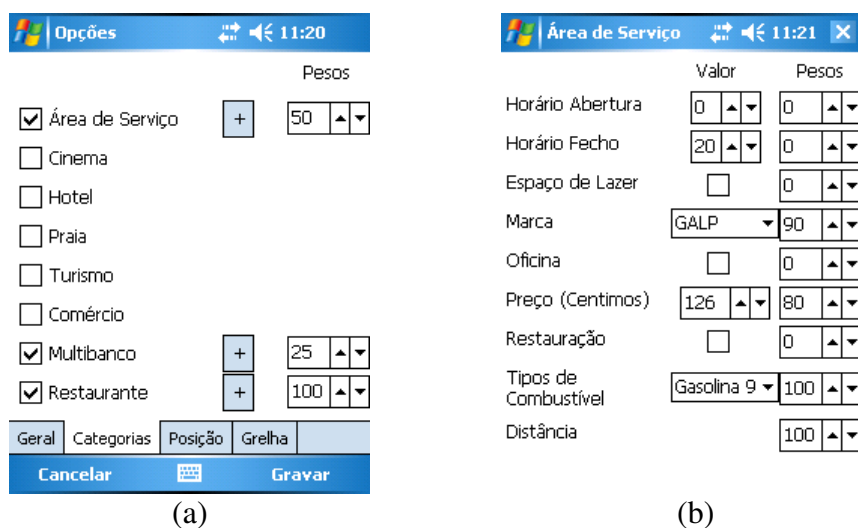 Opções 11:20
Pesos
Área de Serviço + 50
Cinema
Hotel
Praia
Turismo
Comércio
Multibanco + 25
Restaurante + 100
Geral Categorias Posição Grelha
Cancelar Gravar
(a)
Área de Serviço 11:21
Valor Pesos
Horário Abertura 0 0
Horário Fecho 20 0
Espaço de Lazer 0
Marca GALP 90
Oficina 0
Preço (Centimos) 126 80
Restauração 0
Tipos de
Combustível Gasolina 9 100
Distância 100
(b)